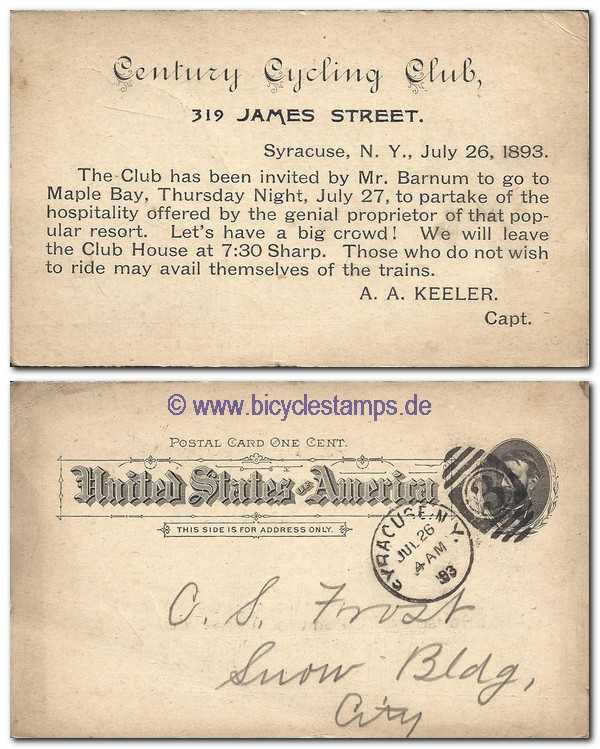 Century Cycling Club,
319 JAMES STREET.
Syracuse, N. Y., July 26, 1893.
The Club has been invited by Mr. Barnum to go to
Maple Bay, Thursday Night, July 27, to partake of the
hospitality offered by the genial proprietor of that pop-
ular resort. Let's have a big crowd! We will leave
the Club House at 7:30 Sharp. Those who do not wish
to ride may avail themselves of the trains.
A. A. KEELER.
Capt.
© www.bicyclestamps.de
POSTAL CARD ONE CENT.
United States OF America
THIS SIDE IS FOR ADDRESS ONLY.
3
SYRACUSE. N.Y.
JUL 26
4 AM
93
C. S. Frost
Snow Bldg,
City